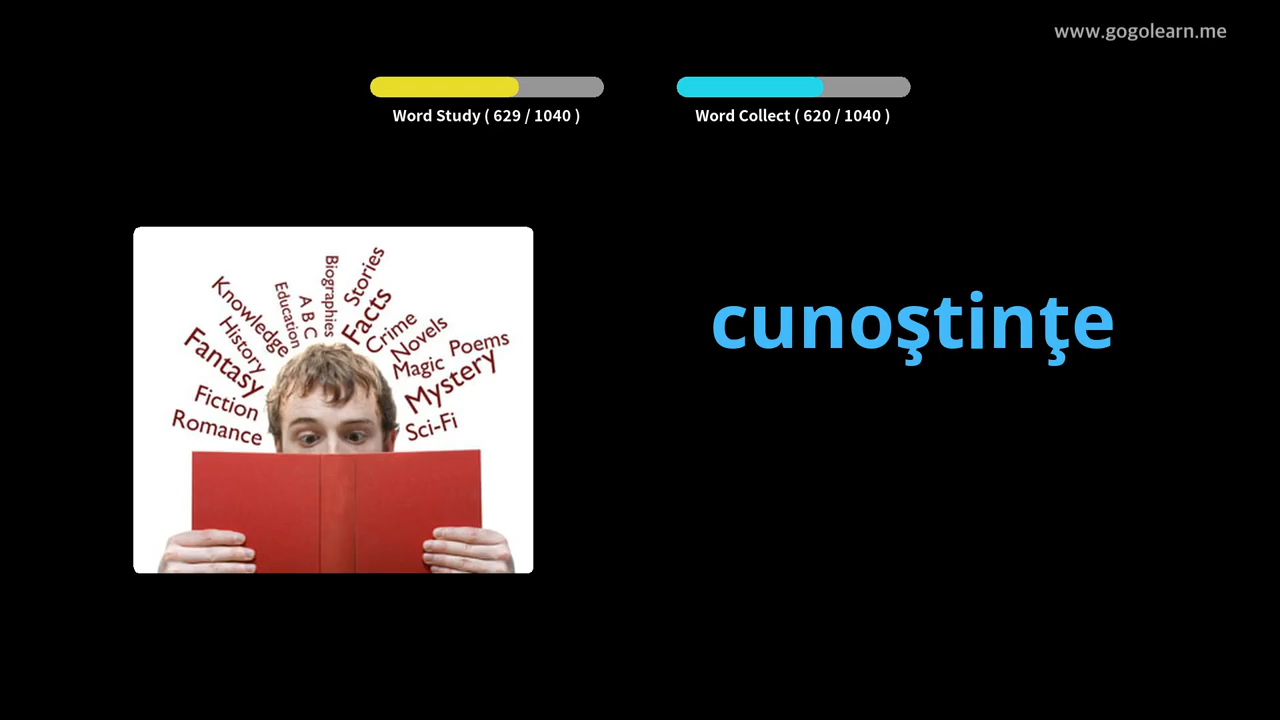 www.gogolearn.me
Word Study ( 629 / 1040 )
Word Collect ( 620 / 1040 )
cunoştinţe
Biographies
Stories
Education
A B C
Facts
Knowledge
Crime
Novels
History
Poems
Fantasy
Magic
Mystery
Fiction
Romance
Sci-Fi